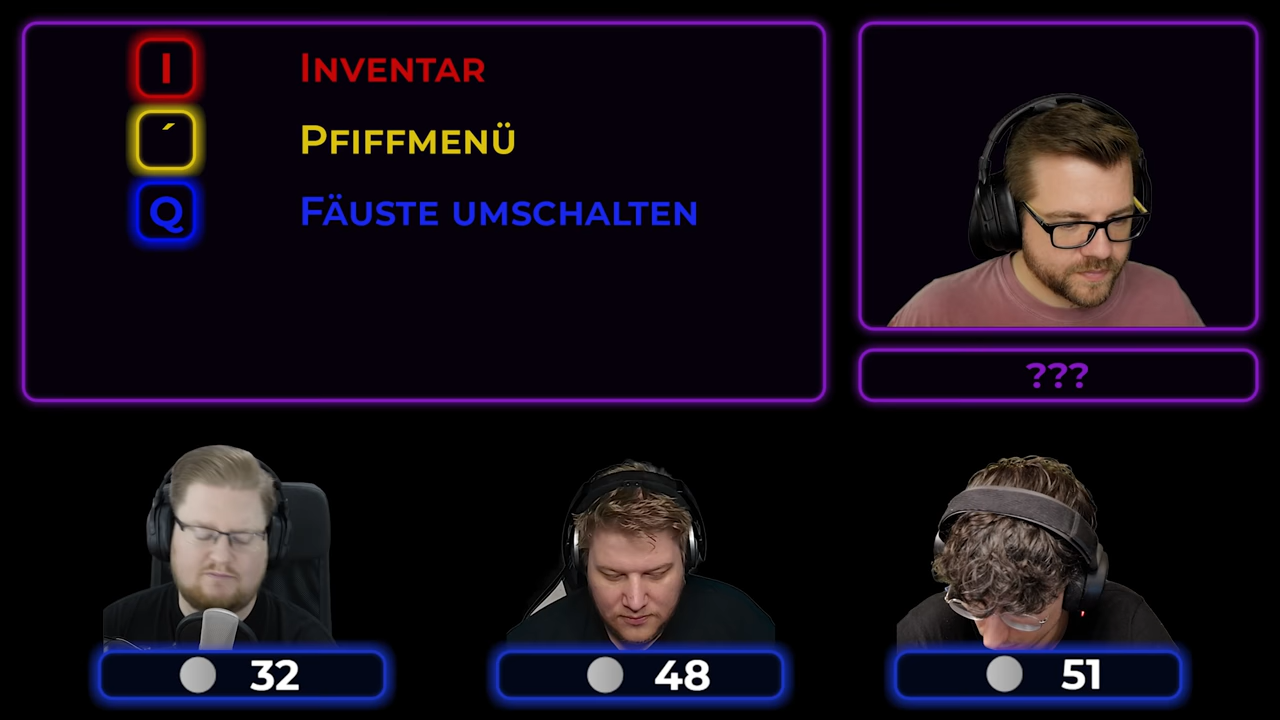 I INVENTAR
´ PFIFFMENÜ
Q FÄUSTE UMSCHALTEN
???
32 48 51